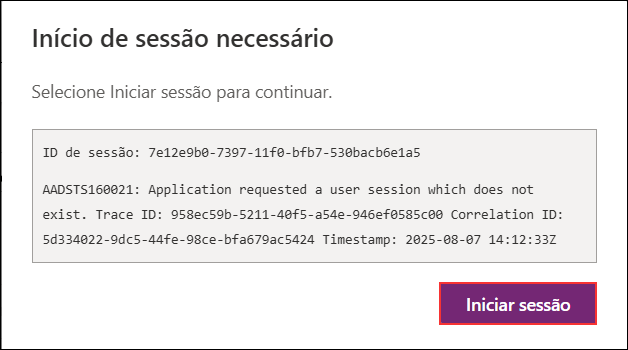 Início de sessão necessário
Selecione Iniciar sessão para continuar.
ID de sessão: 7e12e9b0-7397-11f0-bfb7-530bacb6e1a5
AADSTS160021: Application requested a user session which does not
exist. Trace ID: 958ec59b-5211-40f5-a54e-946ef0585c00 Correlation ID:
5d334022-9dc5-44fe-98ce-bfa679ac5424 Timestamp: 2025-08-07 14:12:33Z
Iniciar sessão